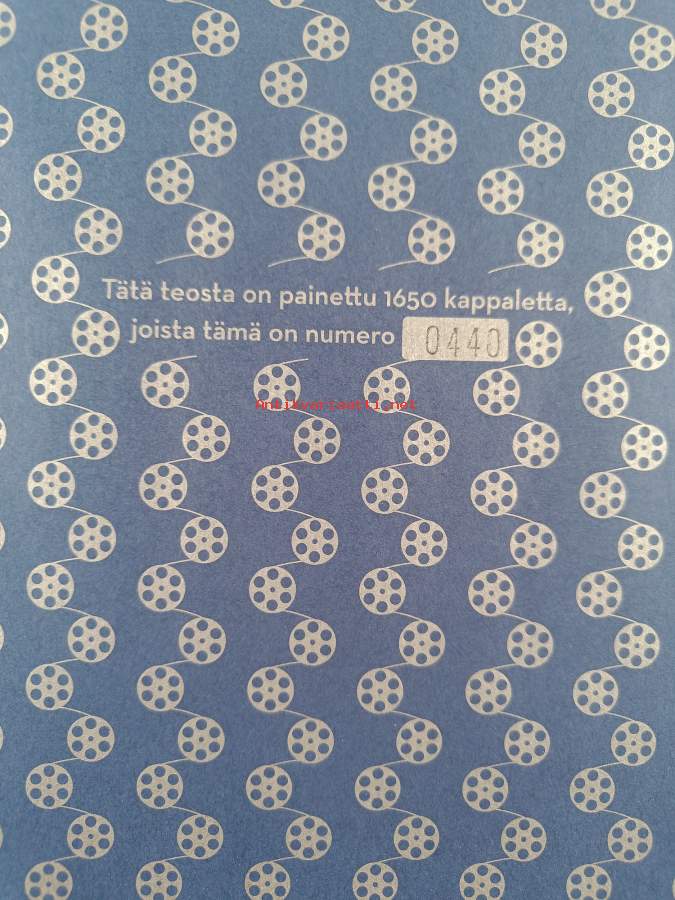 Tätä teosta on painettu 1650 kappaletta,
joista tämä on numero 0440
Antikvariaatti.net